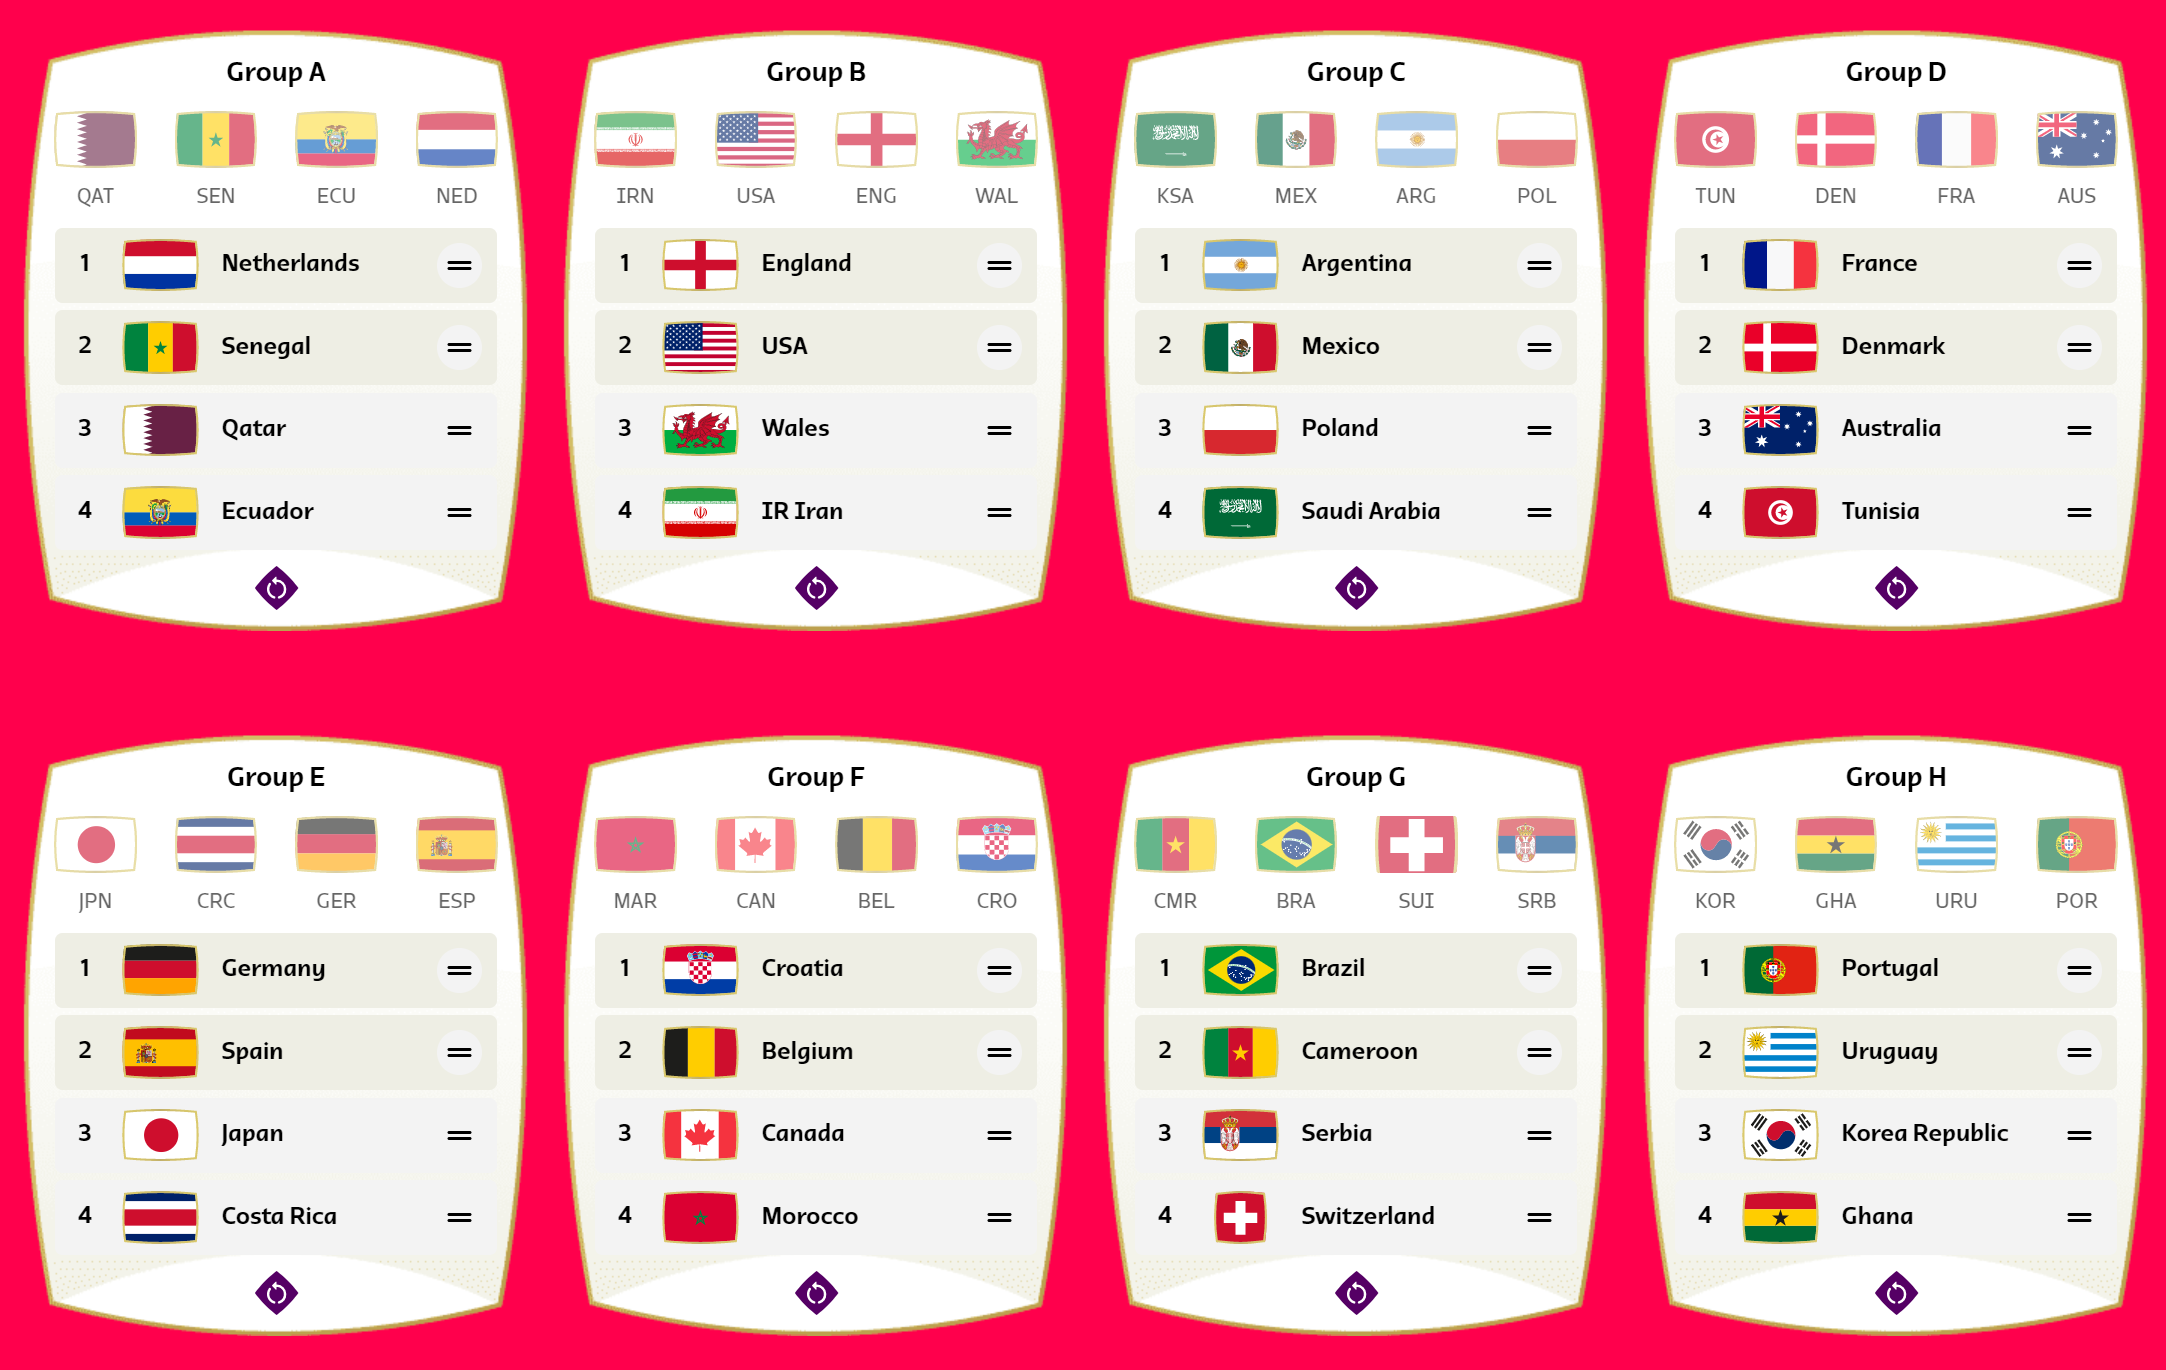 Group A
QAT SEN ECU NED
1 Netherlands
2 Senegal
3 Qatar
4 Ecuador
Group B
IRN USA ENG WAL
1 England
2 USA
3 Wales
4 IR Iran
Group C
KSA MEX ARG POL
1 Argentina
2 Mexico
3 Poland
4 Saudi Arabia
Group D
TUN DEN FRA AUS
1 France
2 Denmark
3 Australia
4 Tunisia
Group E
JPN CRC GER ESP
1 Germany
2 Spain
3 Japan
4 Costa Rica
Group F
MAR CAN BEL CRO
1 Croatia
2 Belgium
3 Canada
4 Morocco
Group G
CMR BRA SUI SRB
1 Brazil
2 Cameroon
3 Serbia
4 Switzerland
Group H
KOR GHA URU POR
1 Portugal
2 Uruguay
3 Korea Republic
4 Ghana